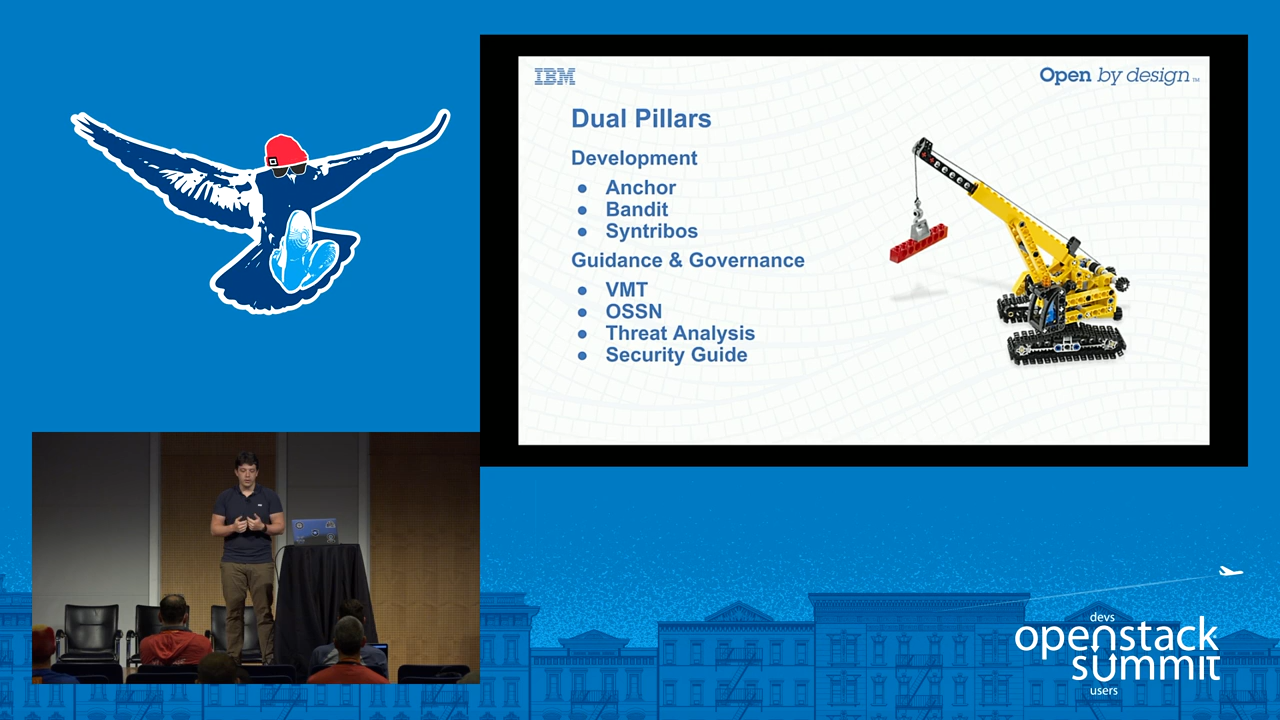 IBM
Open by design™
Dual Pillars
Development
● Anchor
● Bandit
● Syntribos
Guidance & Governance
● VMT
● OSSN
● Threat Analysis
● Security Guide
devs
openstack
summit
users